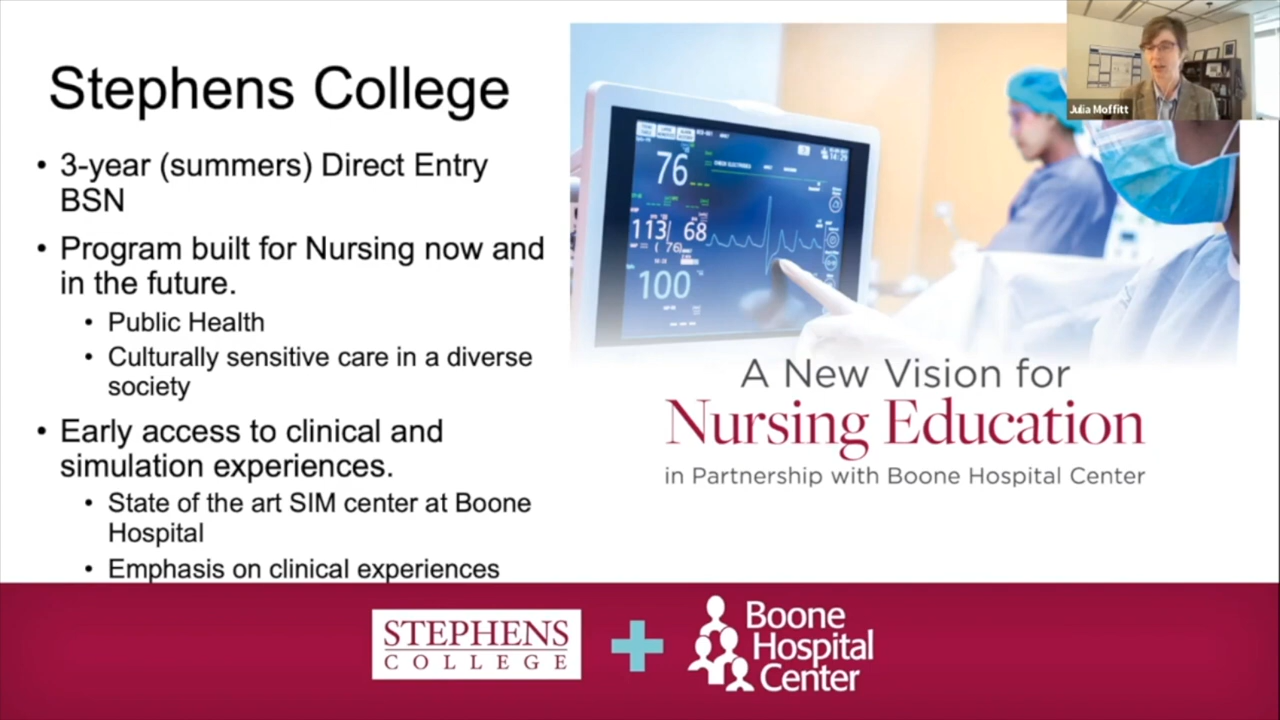 Stephens College
• 3-year (summers) Direct Entry
BSN
• Program built for Nursing now and
in the future.
• Public Health
• Culturally sensitive care in a diverse
society
• Early access to clinical and
simulation experiences.
• State of the art SIM center at Boone
Hospital
• Emphasis on clinical experiences
Julia Moffitt
14:29
76
113/ 68
( 76)
100
A New Vision for
Nursing Education
in Partnership with Boone Hospital Center
STEPHENS
COLLEGE
Boone
Hospital
Center